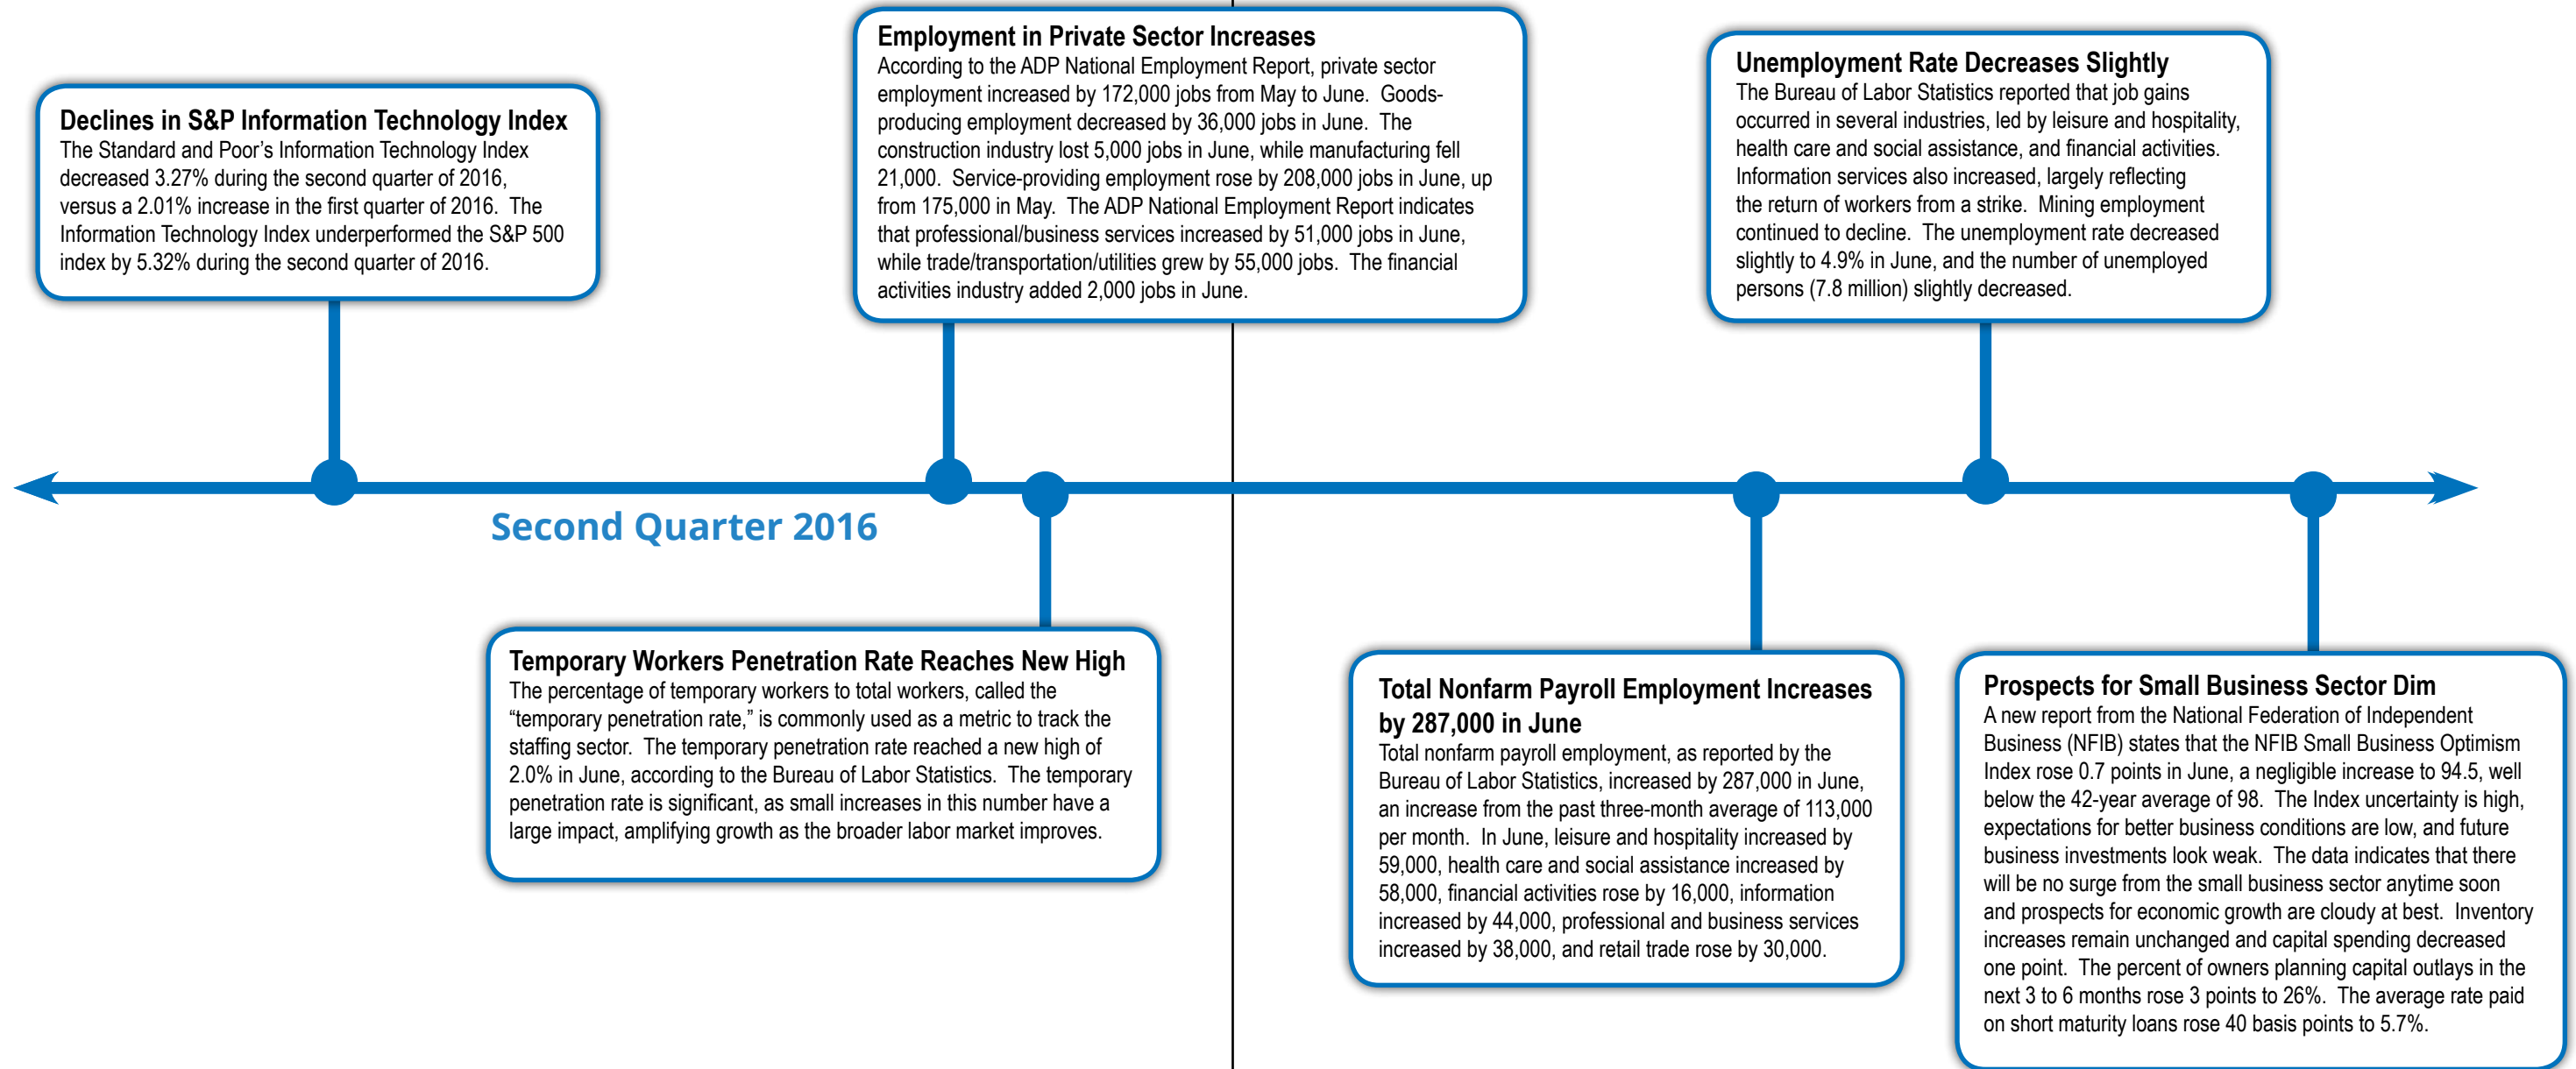 Declines in S&P Information Technology Index
The Standard and Poor’s Information Technology Index
decreased 3.27% during the second quarter of 2016,
versus a 2.01% increase in the first quarter of 2016.  The
Information Technology Index underperformed the S&P 500
index by 5.32% during the second quarter of 2016.
Employment in Private Sector Increases
According to the ADP National Employment Report, private sector
employment increased by 172,000 jobs from May to June.  Goods-
producing employment decreased by 36,000 jobs in June.  The
construction industry lost 5,000 jobs in June, while manufacturing fell
21,000.  Service-providing employment rose by 208,000 jobs in June, up
from 175,000 in May.  The ADP National Employment Report indicates
that professional/business services increased by 51,000 jobs in June,
while trade/transportation/utilities grew by 55,000 jobs.  The financial
activities industry added 2,000 jobs in June.
Unemployment Rate Decreases Slightly
The Bureau of Labor Statistics reported that job gains
occurred in several industries, led by leisure and hospitality,
health care and social assistance, and financial activities.
Information services also increased, largely reflecting
the return of workers from a strike.  Mining employment
continued to decline.  The unemployment rate decreased
slightly to 4.9% in June, and the number of unemployed
persons (7.8 million) slightly decreased.
Second Quarter 2016
Temporary Workers Penetration Rate Reaches New High
The percentage of temporary workers to total workers, called the
“temporary penetration rate,” is commonly used as a metric to track the
staffing sector.  The temporary penetration rate reached a new high of
2.0% in June, according to the Bureau of Labor Statistics.  The temporary
penetration rate is significant, as small increases in this number have a
large impact, amplifying growth as the broader labor market improves.
Total Nonfarm Payroll Employment Increases
by 287,000 in June
Total nonfarm payroll employment, as reported by the
Bureau of Labor Statistics, increased by 287,000 in June,
an increase from the past three-month average of 113,000
per month.  In June, leisure and hospitality increased by
59,000, health care and social assistance increased by
58,000, financial activities rose by 16,000, information
increased by 44,000, professional and business services
increased by 38,000, and retail trade rose by 30,000.
Prospects for Small Business Sector Dim
A new report from the National Federation of Independent
Business (NFIB) states that the NFIB Small Business Optimism
Index rose 0.7 points in June, a negligible increase to 94.5, well
below the 42-year average of 98.  The Index uncertainty is high,
expectations for better business conditions are low, and future
business investments look weak.  The data indicates that there
will be no surge from the small business sector anytime soon
and prospects for economic growth are cloudy at best.  Inventory
increases remain unchanged and capital spending decreased
one point.  The percent of owners planning capital outlays in the
next 3 to 6 months rose 3 points to 26%.  The average rate paid
on short maturity loans rose 40 basis points to 5.7%.